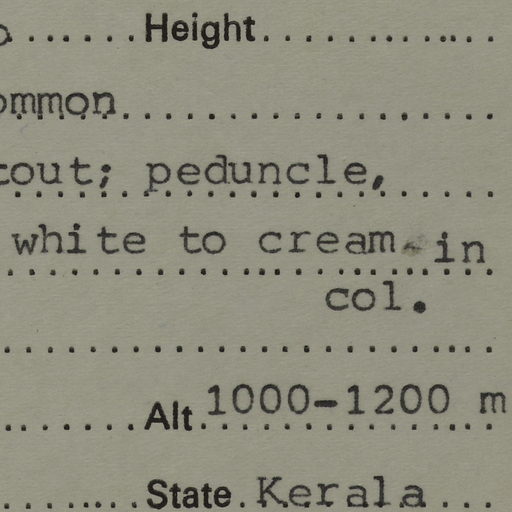 Height
ommon
tout; peduncle,
white to cream in
col.
Alt 1000-1200 m
State Kerala